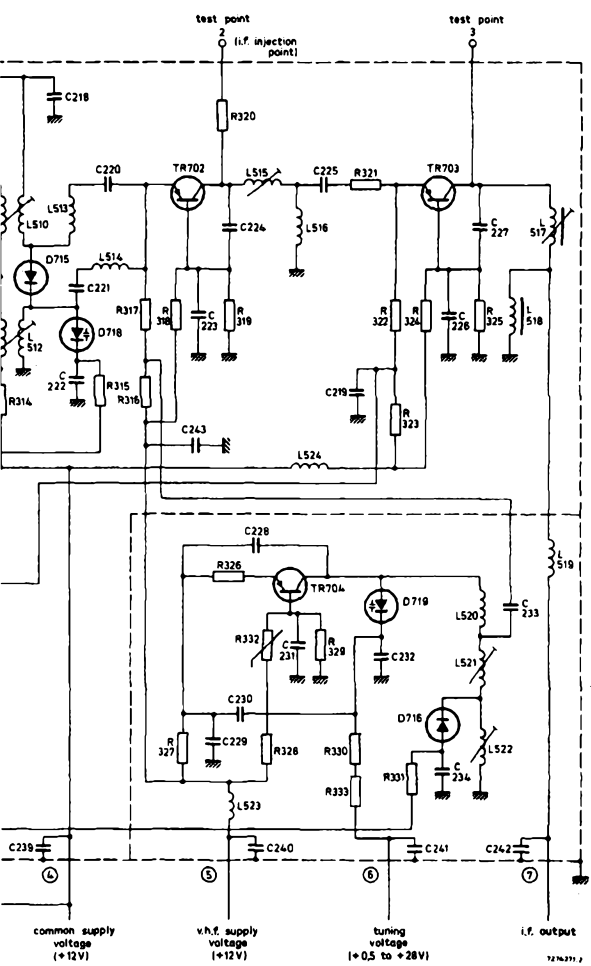 test point
2
(i.f. injection
point)
test point
3
C218
R320
C220
TR702
L515
C225
R321
TR703
L510
L513
C224
L516
C
227
L
517
D715
L514
C221
R317
R
318
C
223
R
319
R
322
R
324
C
226
R
325
L
518
D718
L
512
C
222
R315
R316
C219
R
323
R314
C243
L524
C228
R326
TR704
D719
L
519
L520
C
233
R332
C
231
R
329
C232
L521
C230
D716
R
327
C229
R328
R330
L522
R333
R331
C
234
L523
C239
C240
C241
C242
4
5
6
7
common supply
voltage
(+12V)
v.h.f. supply
voltage
(+12V)
tuning
voltage
(+0,5 to +28V)
i.f. output
7274271.2